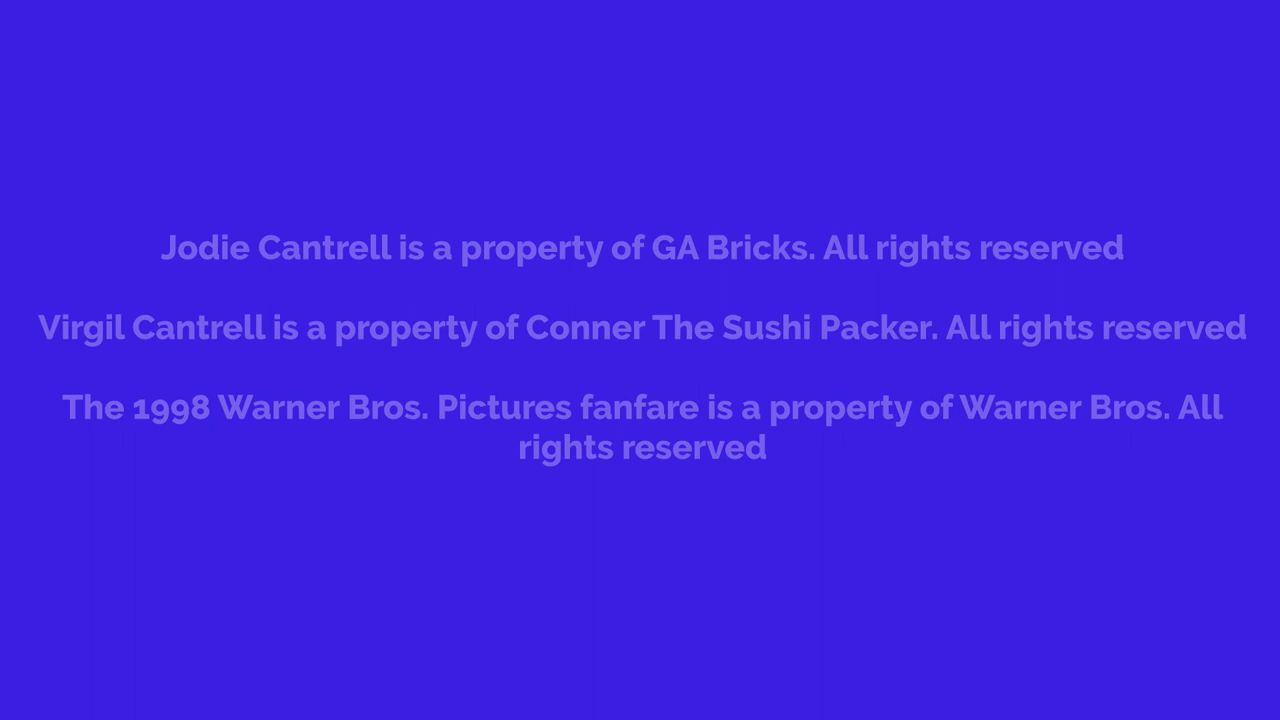 Jodie Cantrell is a property of GA Bricks. All rights reserved
Virgil Cantrell is a property of Conner The Sushi Packer. All rights reserved
The 1998 Warner Bros. Pictures fanfare is a property of Warner Bros. All
rights reserved